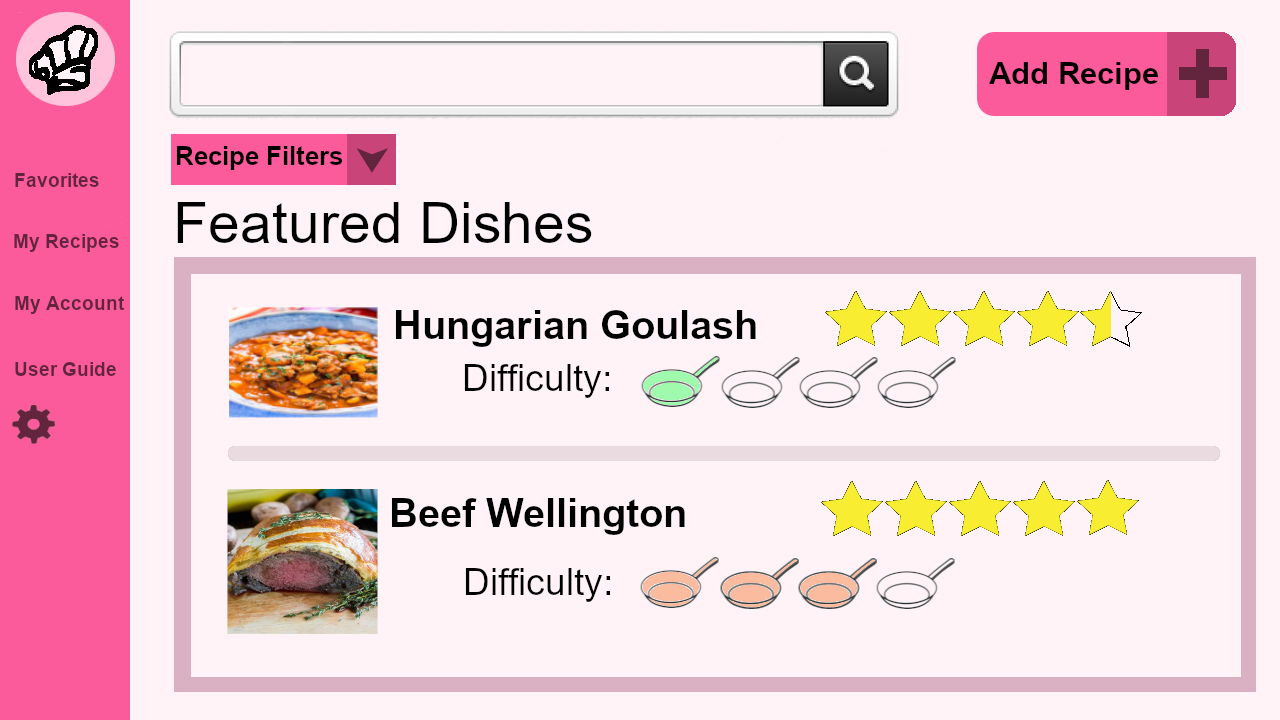 Add Recipe
Recipe Filters
Favorites
My Recipes
My Account
User Guide
Featured Dishes
Hungarian Goulash
Difficulty:
Beef Wellington
Difficulty: